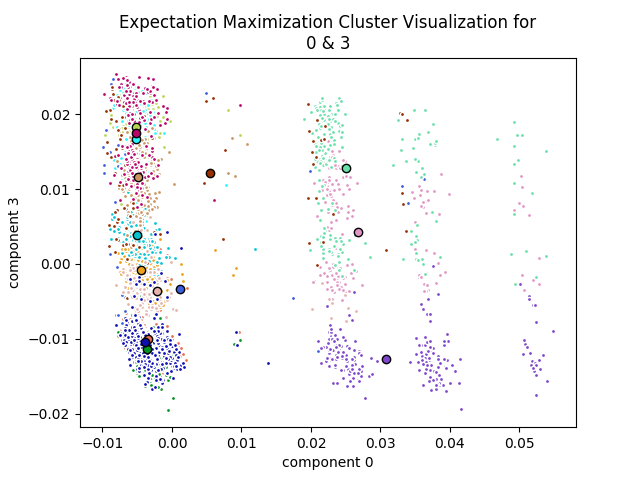 Expectation Maximization Cluster Visualization for
0 & 3
component 3
0.02
0.01
0.00
−0.01
−0.02
−0.01 0.00 0.01 0.02 0.03 0.04 0.05
component 0